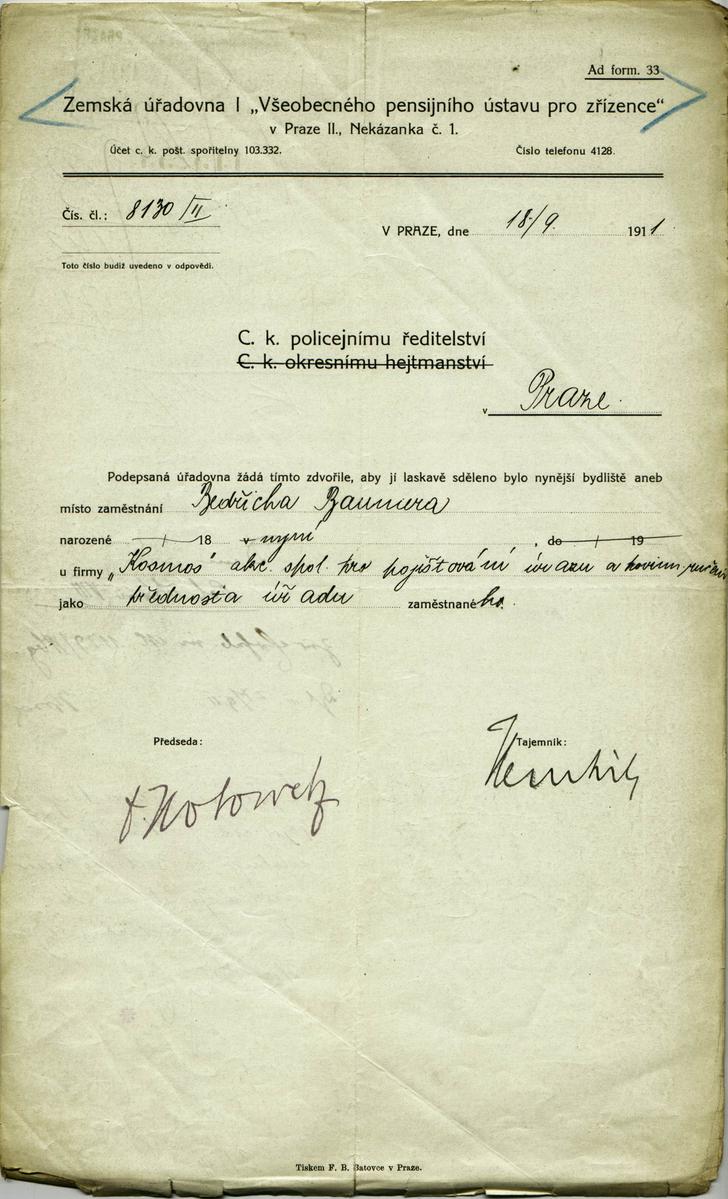 Ad form. 33
Zemská úřadovna I „Všeobecného pensijního ústavu pro zřízence“
v Praze II., Nekázanka č. 1.
Účet c. k. pošt. spořitelny 103.332. Číslo telefonu 4128.
Čís. čl.: 8130/II
V PRAZE, dne 18/9. 1911
Toto číslo budiž uvedeno v odpovědi.
C. k. policejnímu ředitelství
C. k. okresnímu hejtmanství
v Praze.
Podepsaná úřadovna žádá tímto zdvořile, aby jí laskavě sděleno bylo nynější bydliště aneb
místo zaměstnání Bedřicha Baumera
narozené / 18 v nyní , do / 19
u firmy „Kosmos“ akc. spol. pro pojišťování úrazu a
jako přednosta úřadu zaměstnaného.
Předseda: Tajemník:
Tiskem F. B. Batovce v Praze.